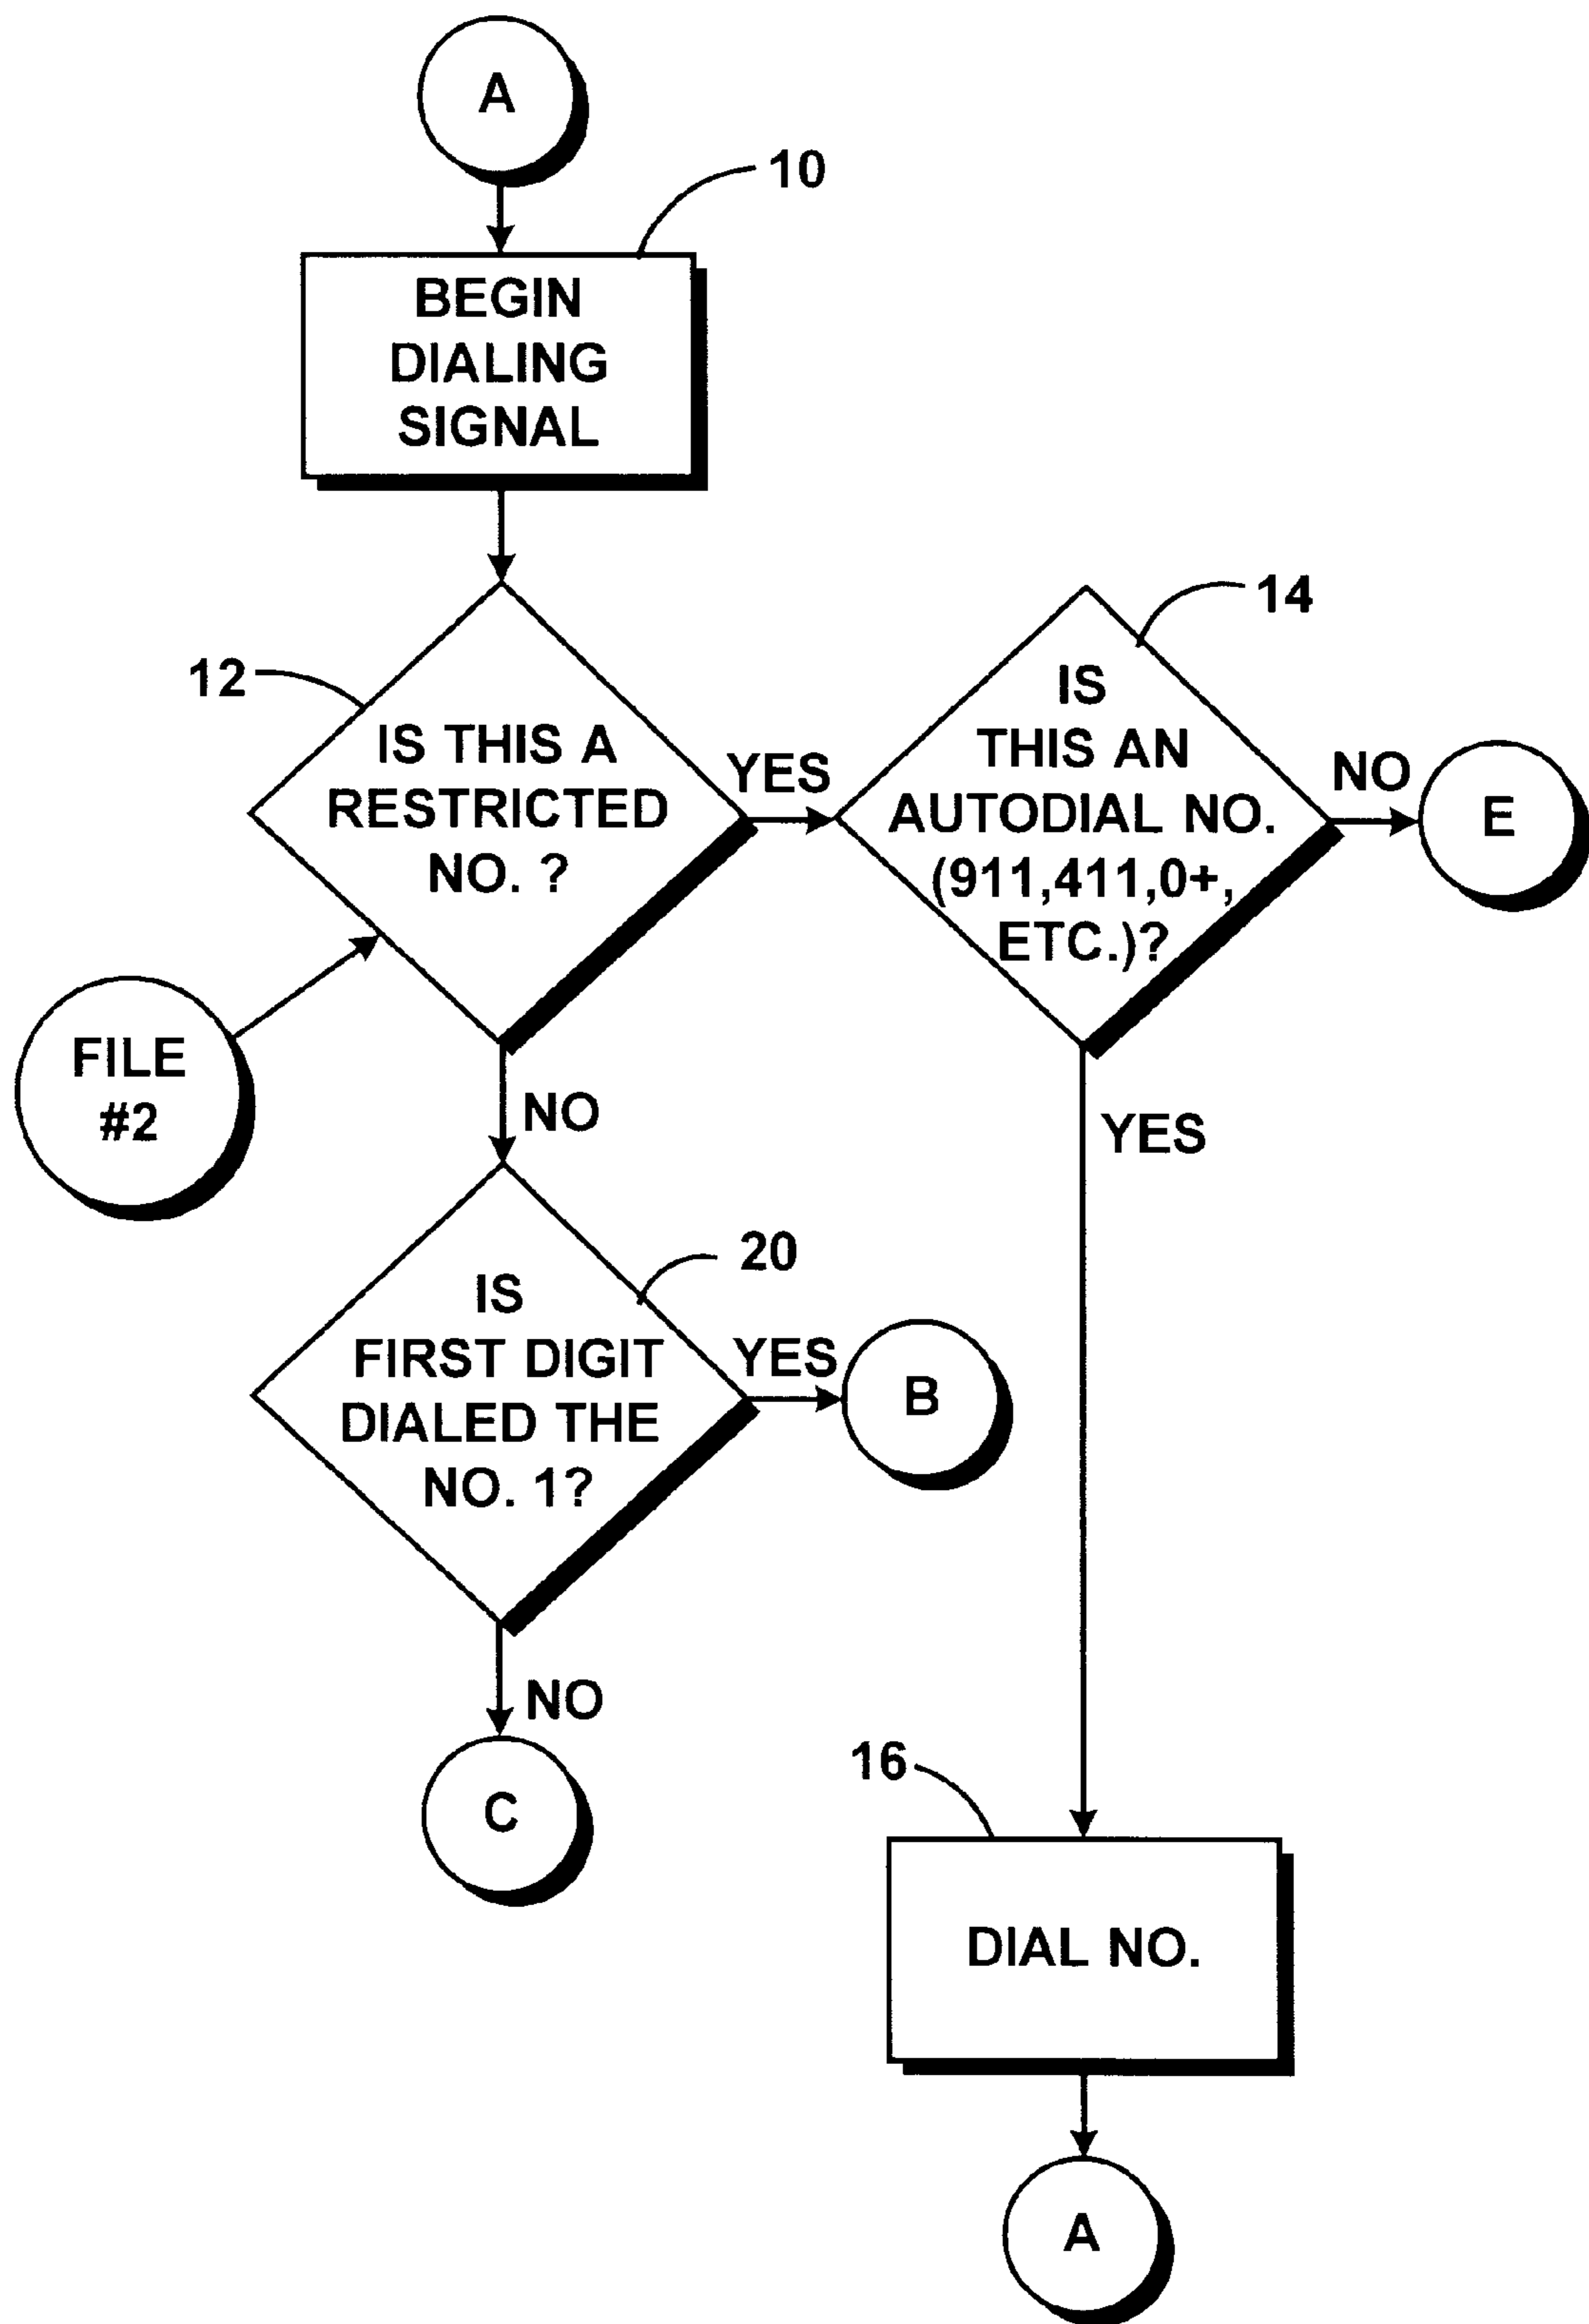 A
10
BEGIN
DIALING
SIGNAL
12
IS THIS A
RESTRICTED
NO. ?
YES
14
IS
THIS AN
AUTODIAL NO.
(911,411,0+,
ETC.)?
NO
E
FILE
#2
NO
YES
20
IS
FIRST DIGIT
DIALED THE
NO. 1?
YES
B
NO
C
16
DIAL NO.
A